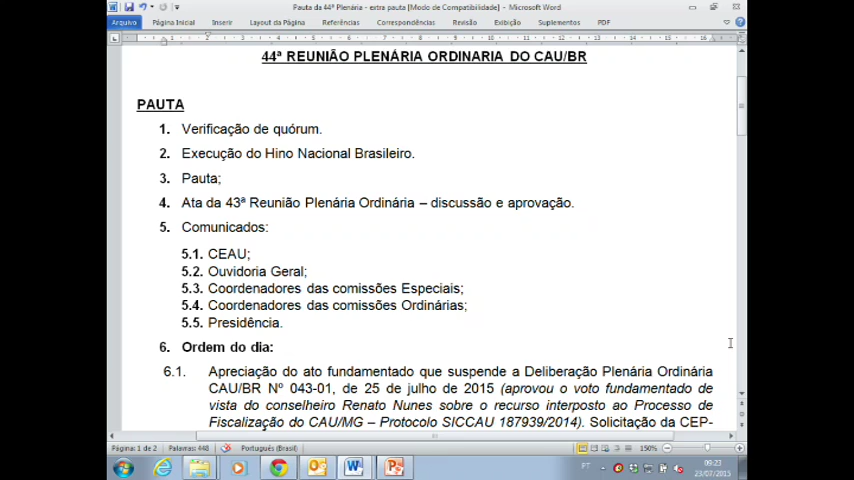 Pauta da 44ª Plenária - extra pauta [Modo de Compatibilidade] - Microsoft Word
Arquivo Página Inicial Inserir Layout da Página Referências Correspondências Revisão Exibição Suplementos PDF
44ª REUNIÃO PLENÁRIA ORDINARIA DO CAU/BR
PAUTA
1. Verificação de quórum.
2. Execução do Hino Nacional Brasileiro.
3. Pauta;
4. Ata da 43ª Reunião Plenária Ordinária – discussão e aprovação.
5. Comunicados:
5.1. CEAU;
5.2. Ouvidoria Geral;
5.3. Coordenadores das comissões Especiais;
5.4. Coordenadores das comissões Ordinárias;
5.5. Presidência.
6. Ordem do dia:
6.1. Apreciação do ato fundamentado que suspende a Deliberação Plenária Ordinária
CAU/BR Nº 043-01, de 25 de julho de 2015 (aprovou o voto fundamentado de
vista do conselheiro Renato Nunes sobre o recurso interposto ao Processo de
Fiscalização do CAU/MG – Protocolo SICCAU 187939/2014). Solicitação da CEP-
Página: 1 de 2 Palavras: 448 Português (Brasil) 150%
PT 09:23
23/07/2015